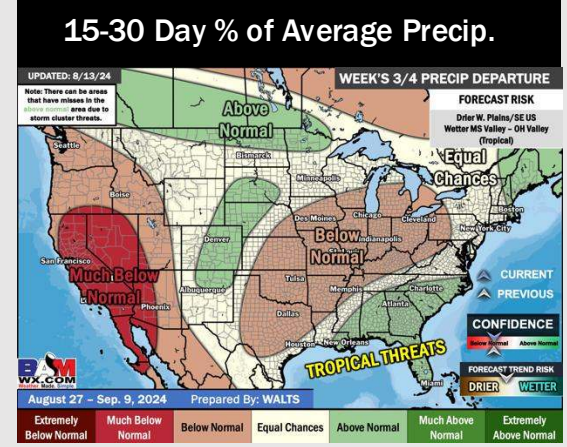 15-30 Day % of Average Precip.
UPDATED: 8/13/24
WEEK'S 3/4 PRECIP DEPARTURE
Note: There can be areas
that have misses in the
above normal area due to
storm cluster threats.
FORECAST RISK
Drier W. Plains/SE US
Wetter MS Valley – OH Valley
(Tropical)
Above
Normal
Seattle
Bismarck
Equal
Chances
Minneapolis
Boise
Boston
Des Moines
Chicago
Cleveland
New York City
Denver
Below
Normal
Indianapolis
San Francisco
Much Below
Normal
Tulsa
CURRENT
PREVIOUS
Albuquerque
Memphis
Charlotte
Phoenix
Atlanta
Dallas
CONFIDENCE
Below Normal
Above Normal
Houston
New Orleans
TROPICAL THREATS
FORECAST TREND RISK
BAM
WX.COM
Weather Made Simple
Miami
DRIER
WETTER
August 27 – Sep. 9, 2024
Prepared By: WALTS
Extremely
Below Normal
Much Below
Normal
Below Normal
Equal Chances
Above Normal
Much Above
Normal
Extremely
Above Normal